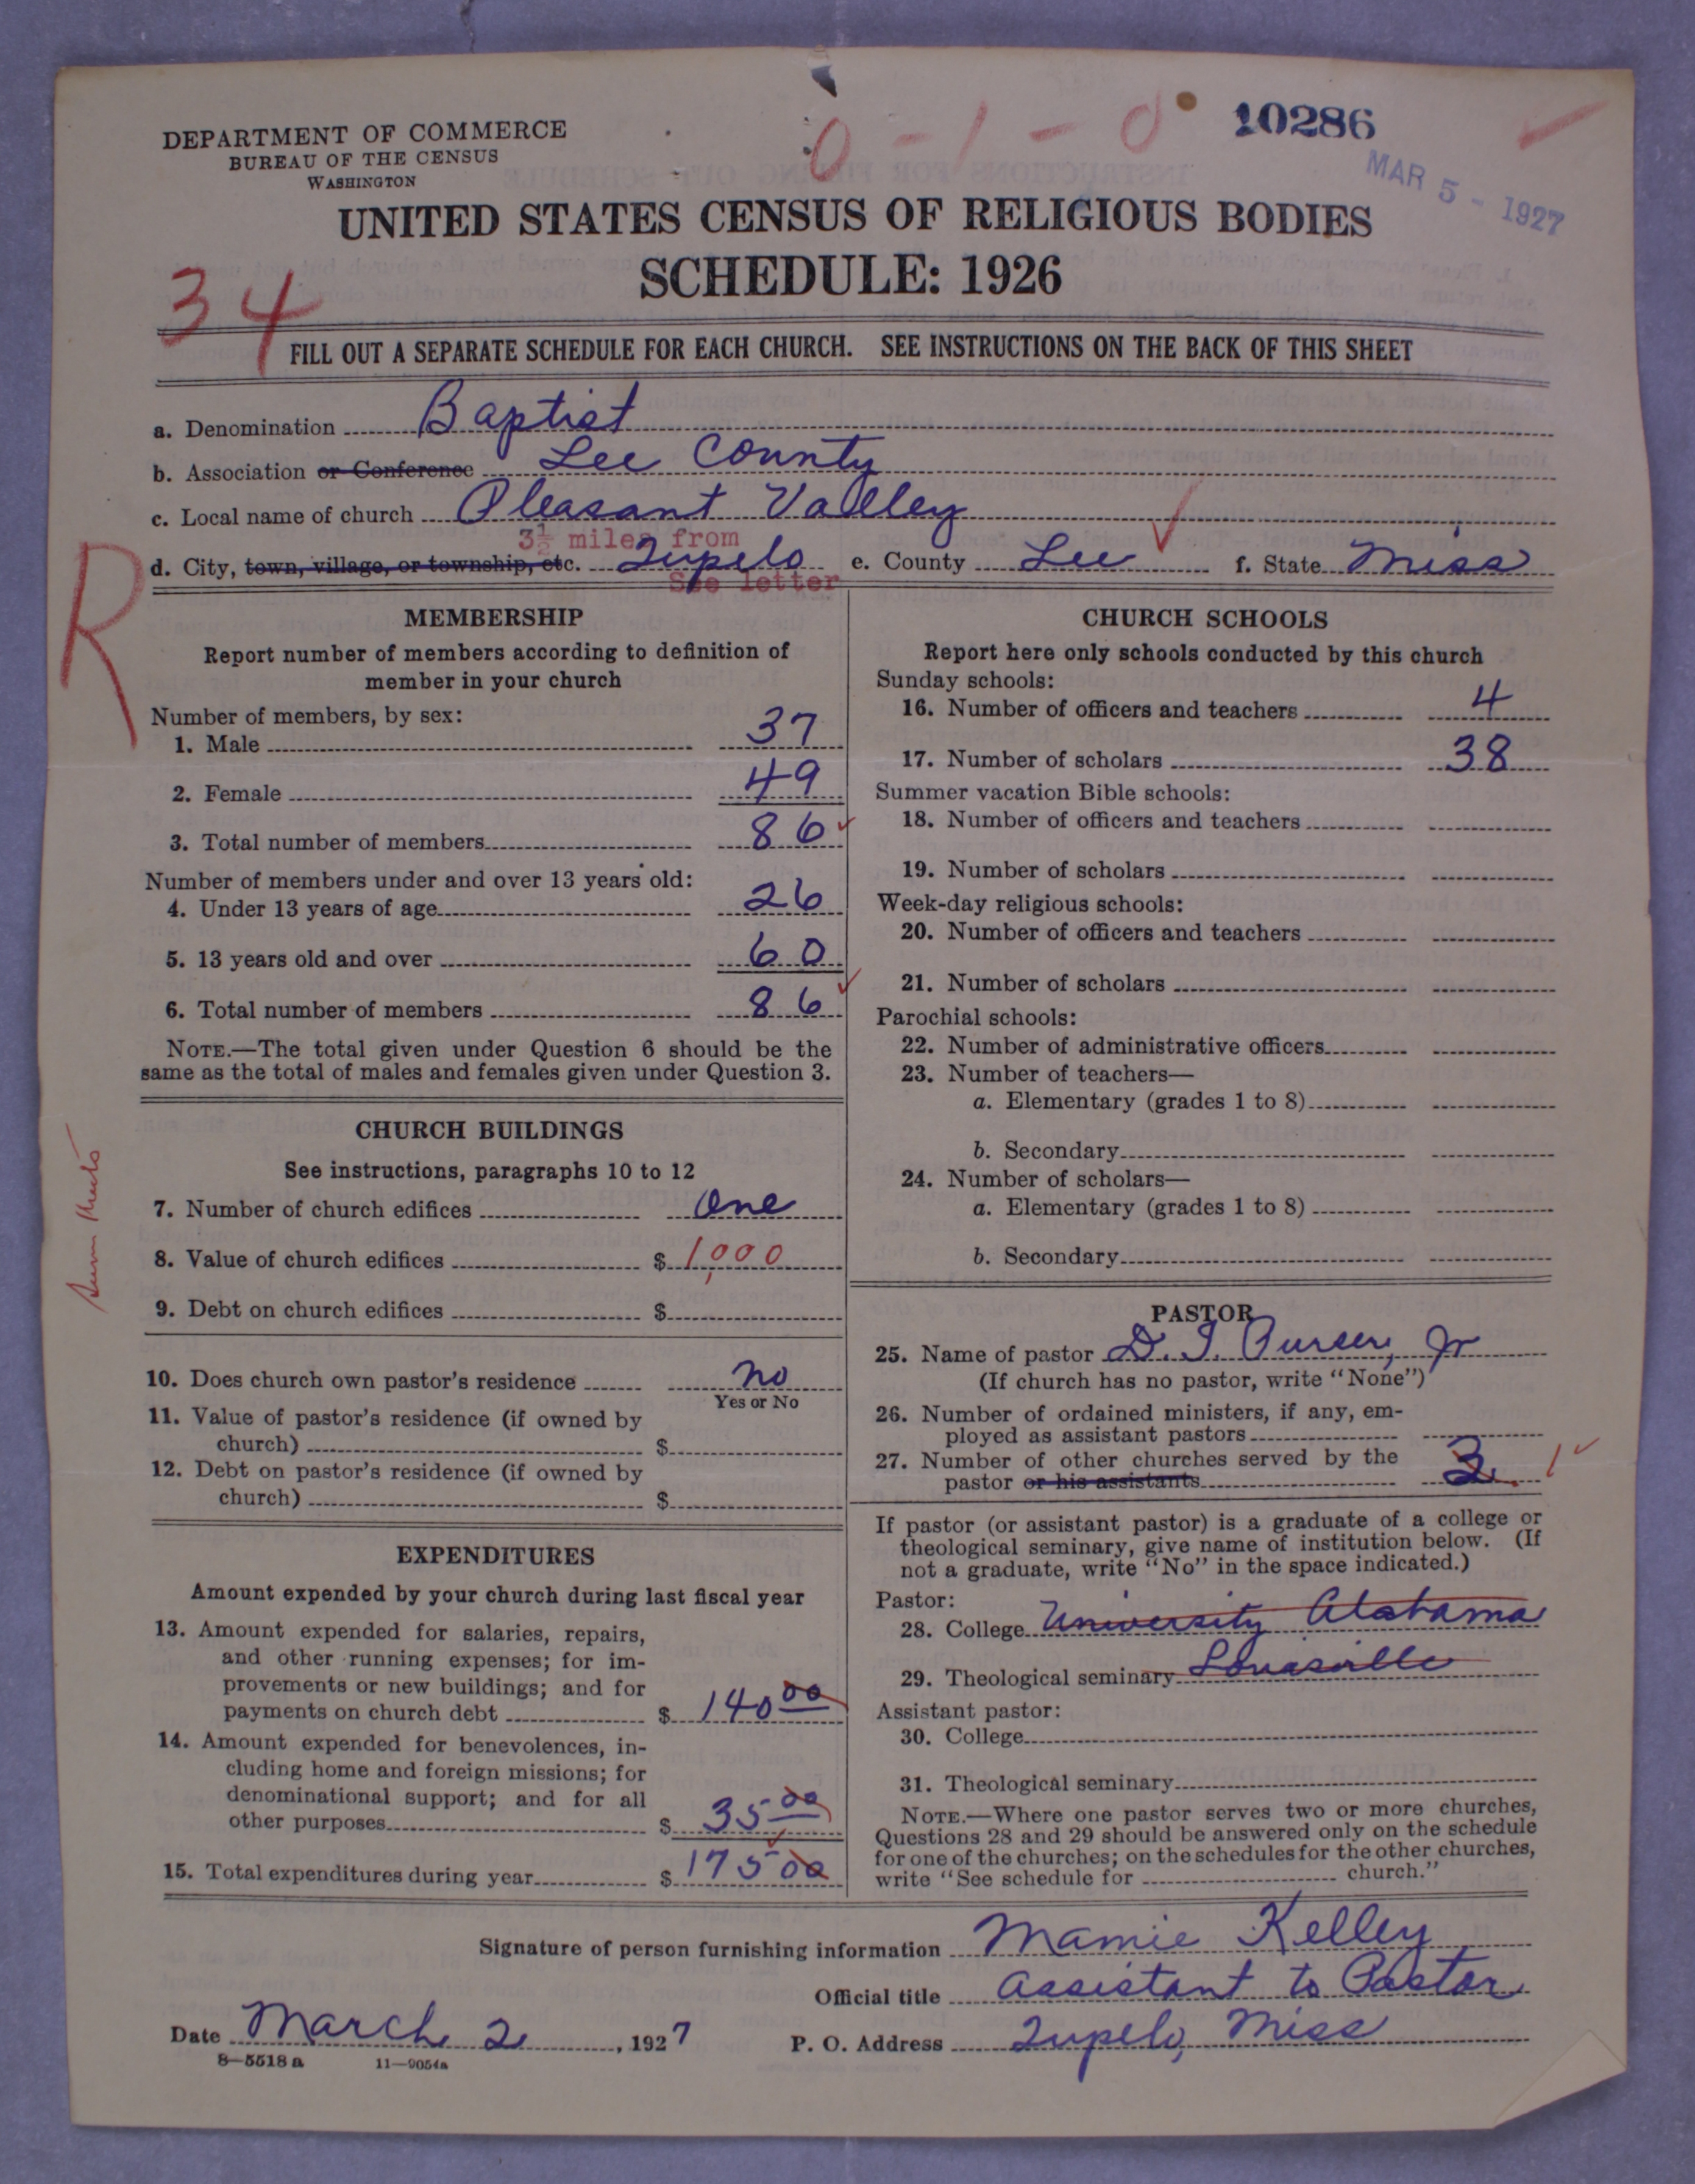 DEPARTMENT OF COMMERCE
BUREAU OF THE CENSUS
WASHINGTON
0 - 1 - 0
10286
MAR 5 - 1927
UNITED STATES CENSUS OF RELIGIOUS BODIES
SCHEDULE: 1926
34
FILL OUT A SEPARATE SCHEDULE FOR EACH CHURCH. SEE INSTRUCTIONS ON THE BACK OF THIS SHEET
a. Denomination Baptist
b. Association or Conference Lee County
c. Local name of church Pleasant Valley
3½ miles from
d. City, town, village, or township, etc. Tupelo e. County Lee f. State Miss
See letter
R
MEMBERSHIP
Report number of members according to definition of
member in your church
Number of members, by sex:
1. Male 37
2. Female 49
3. Total number of members 86
Number of members under and over 13 years old:
4. Under 13 years of age 26
5. 13 years old and over 60
6. Total number of members 86
NOTE.—The total given under Question 6 should be the
same as the total of males and females given under Question 3.
CHURCH BUILDINGS
See instructions, paragraphs 10 to 12
7. Number of church edifices One
8. Value of church edifices $ 1,000
9. Debt on church edifices $
10. Does church own pastor's residence no
Yes or No
11. Value of pastor's residence (if owned by
church) $
12. Debt on pastor's residence (if owned by
church) $
EXPENDITURES
Amount expended by your church during last fiscal year
13. Amount expended for salaries, repairs,
and other running expenses; for im-
provements or new buildings; and for
payments on church debt $ 140 00
14. Amount expended for benevolences, in-
cluding home and foreign missions; for
denominational support; and for all
other purposes $ 35 00
15. Total expenditures during year $ 175 00
CHURCH SCHOOLS
Report here only schools conducted by this church
Sunday schools:
16. Number of officers and teachers 4
17. Number of scholars 38
Summer vacation Bible schools:
18. Number of officers and teachers
19. Number of scholars
Week-day religious schools:
20. Number of officers and teachers
21. Number of scholars
Parochial schools:
22. Number of administrative officers
23. Number of teachers—
a. Elementary (grades 1 to 8)
b. Secondary
24. Number of scholars—
a. Elementary (grades 1 to 8)
b. Secondary
PASTOR
25. Name of pastor D. I. Purser, Jr
(If church has no pastor, write "None")
26. Number of ordained ministers, if any, em-
ployed as assistant pastors
27. Number of other churches served by the
pastor or his assistants 3 1
If pastor (or assistant pastor) is a graduate of a college or
theological seminary, give name of institution below. (If
not a graduate, write "No" in the space indicated.)
Pastor:
28. College University Alabama
29. Theological seminary Louisville
Assistant pastor:
30. College
31. Theological seminary
NOTE.—Where one pastor serves two or more churches,
Questions 28 and 29 should be answered only on the schedule
for one of the churches; on the schedules for the other churches,
write "See schedule for church."
Signature of person furnishing information Mamie Kelley
Official title Assistant to Pastor
Date March 2, 1927 P. O. Address Tupelo, Miss
8—5518 a 11—9054a